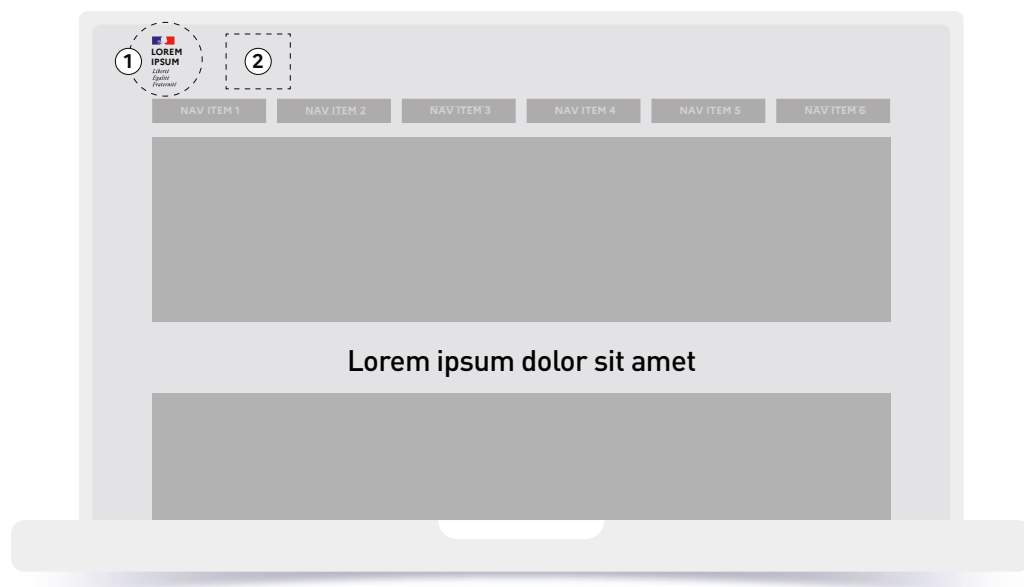 1
LOREM
IPSUM
Liberté
Égalité
Fraternité
2
NAV ITEM 1 NAV ITEM 2 NAV ITEM 3 NAV ITEM 4 NAV ITEM 5 NAV ITEM 6
Lorem ipsum dolor sit amet